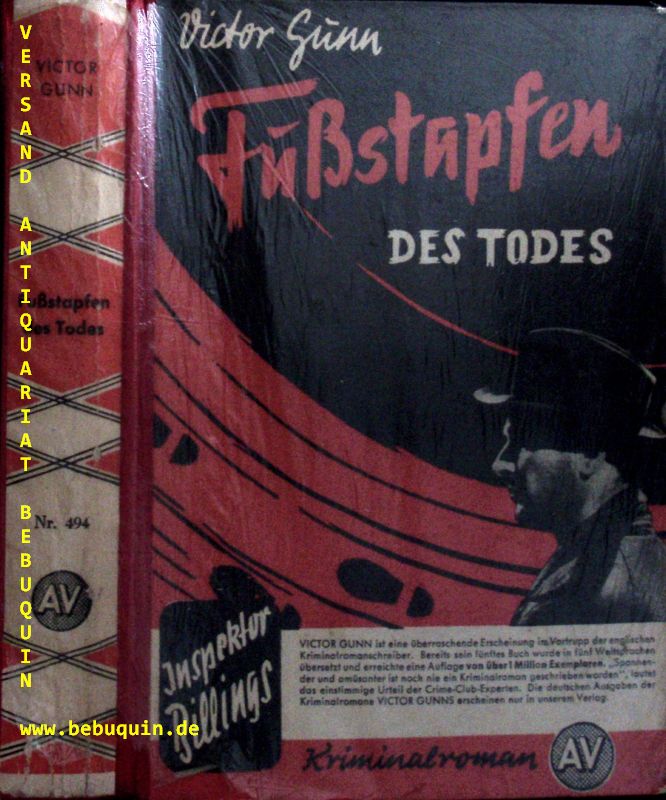 VERSAND ANTIQUARIAT BEBUQUIN
www.bebuquin.de
VICTOR
GUNN
Fußstapfen
des Todes
Nr. 494
AV
Victor Gunn
Fußstapfen
DES TODES
Inspektor
Billings
VICTOR GUNN ist eine überraschende Erscheinung im Vortrupp der englischen
Kriminalromanschreiber. Bereits sein fünftes Buch wurde in fünf Weltsprachen
übersetzt und erreichte eine Auflage von über 1 Million Exemplaren. „Spannen-
der und amüsanter ist noch nie ein Kriminalroman geschrieben worden", lautet
das einstimmige Urteil der Crime-Club-Experten. Die deutschen Ausgaben der
Kriminalromane VICTOR GUNNS erscheinen nur in unserem Verlag.
Kriminalroman
AV